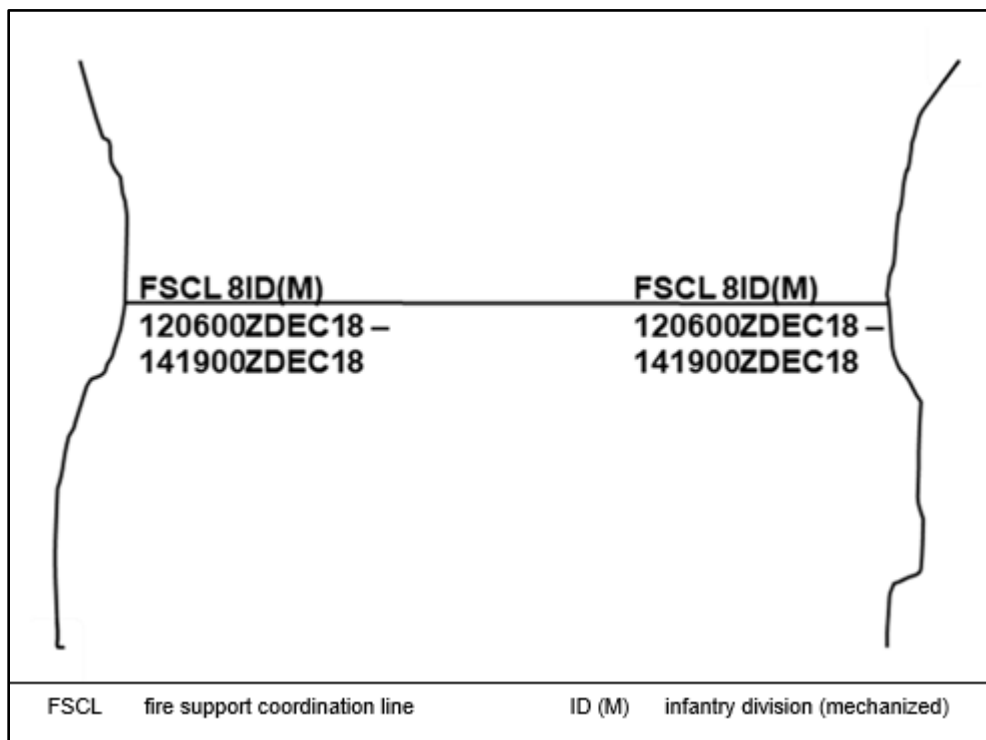 FSCL 8ID(M) FSCL 8ID(M)
120600ZDEC18 – 120600ZDEC18 –
141900ZDEC18 141900ZDEC18
FSCL fire support coordination line ID (M) infantry division (mechanized)